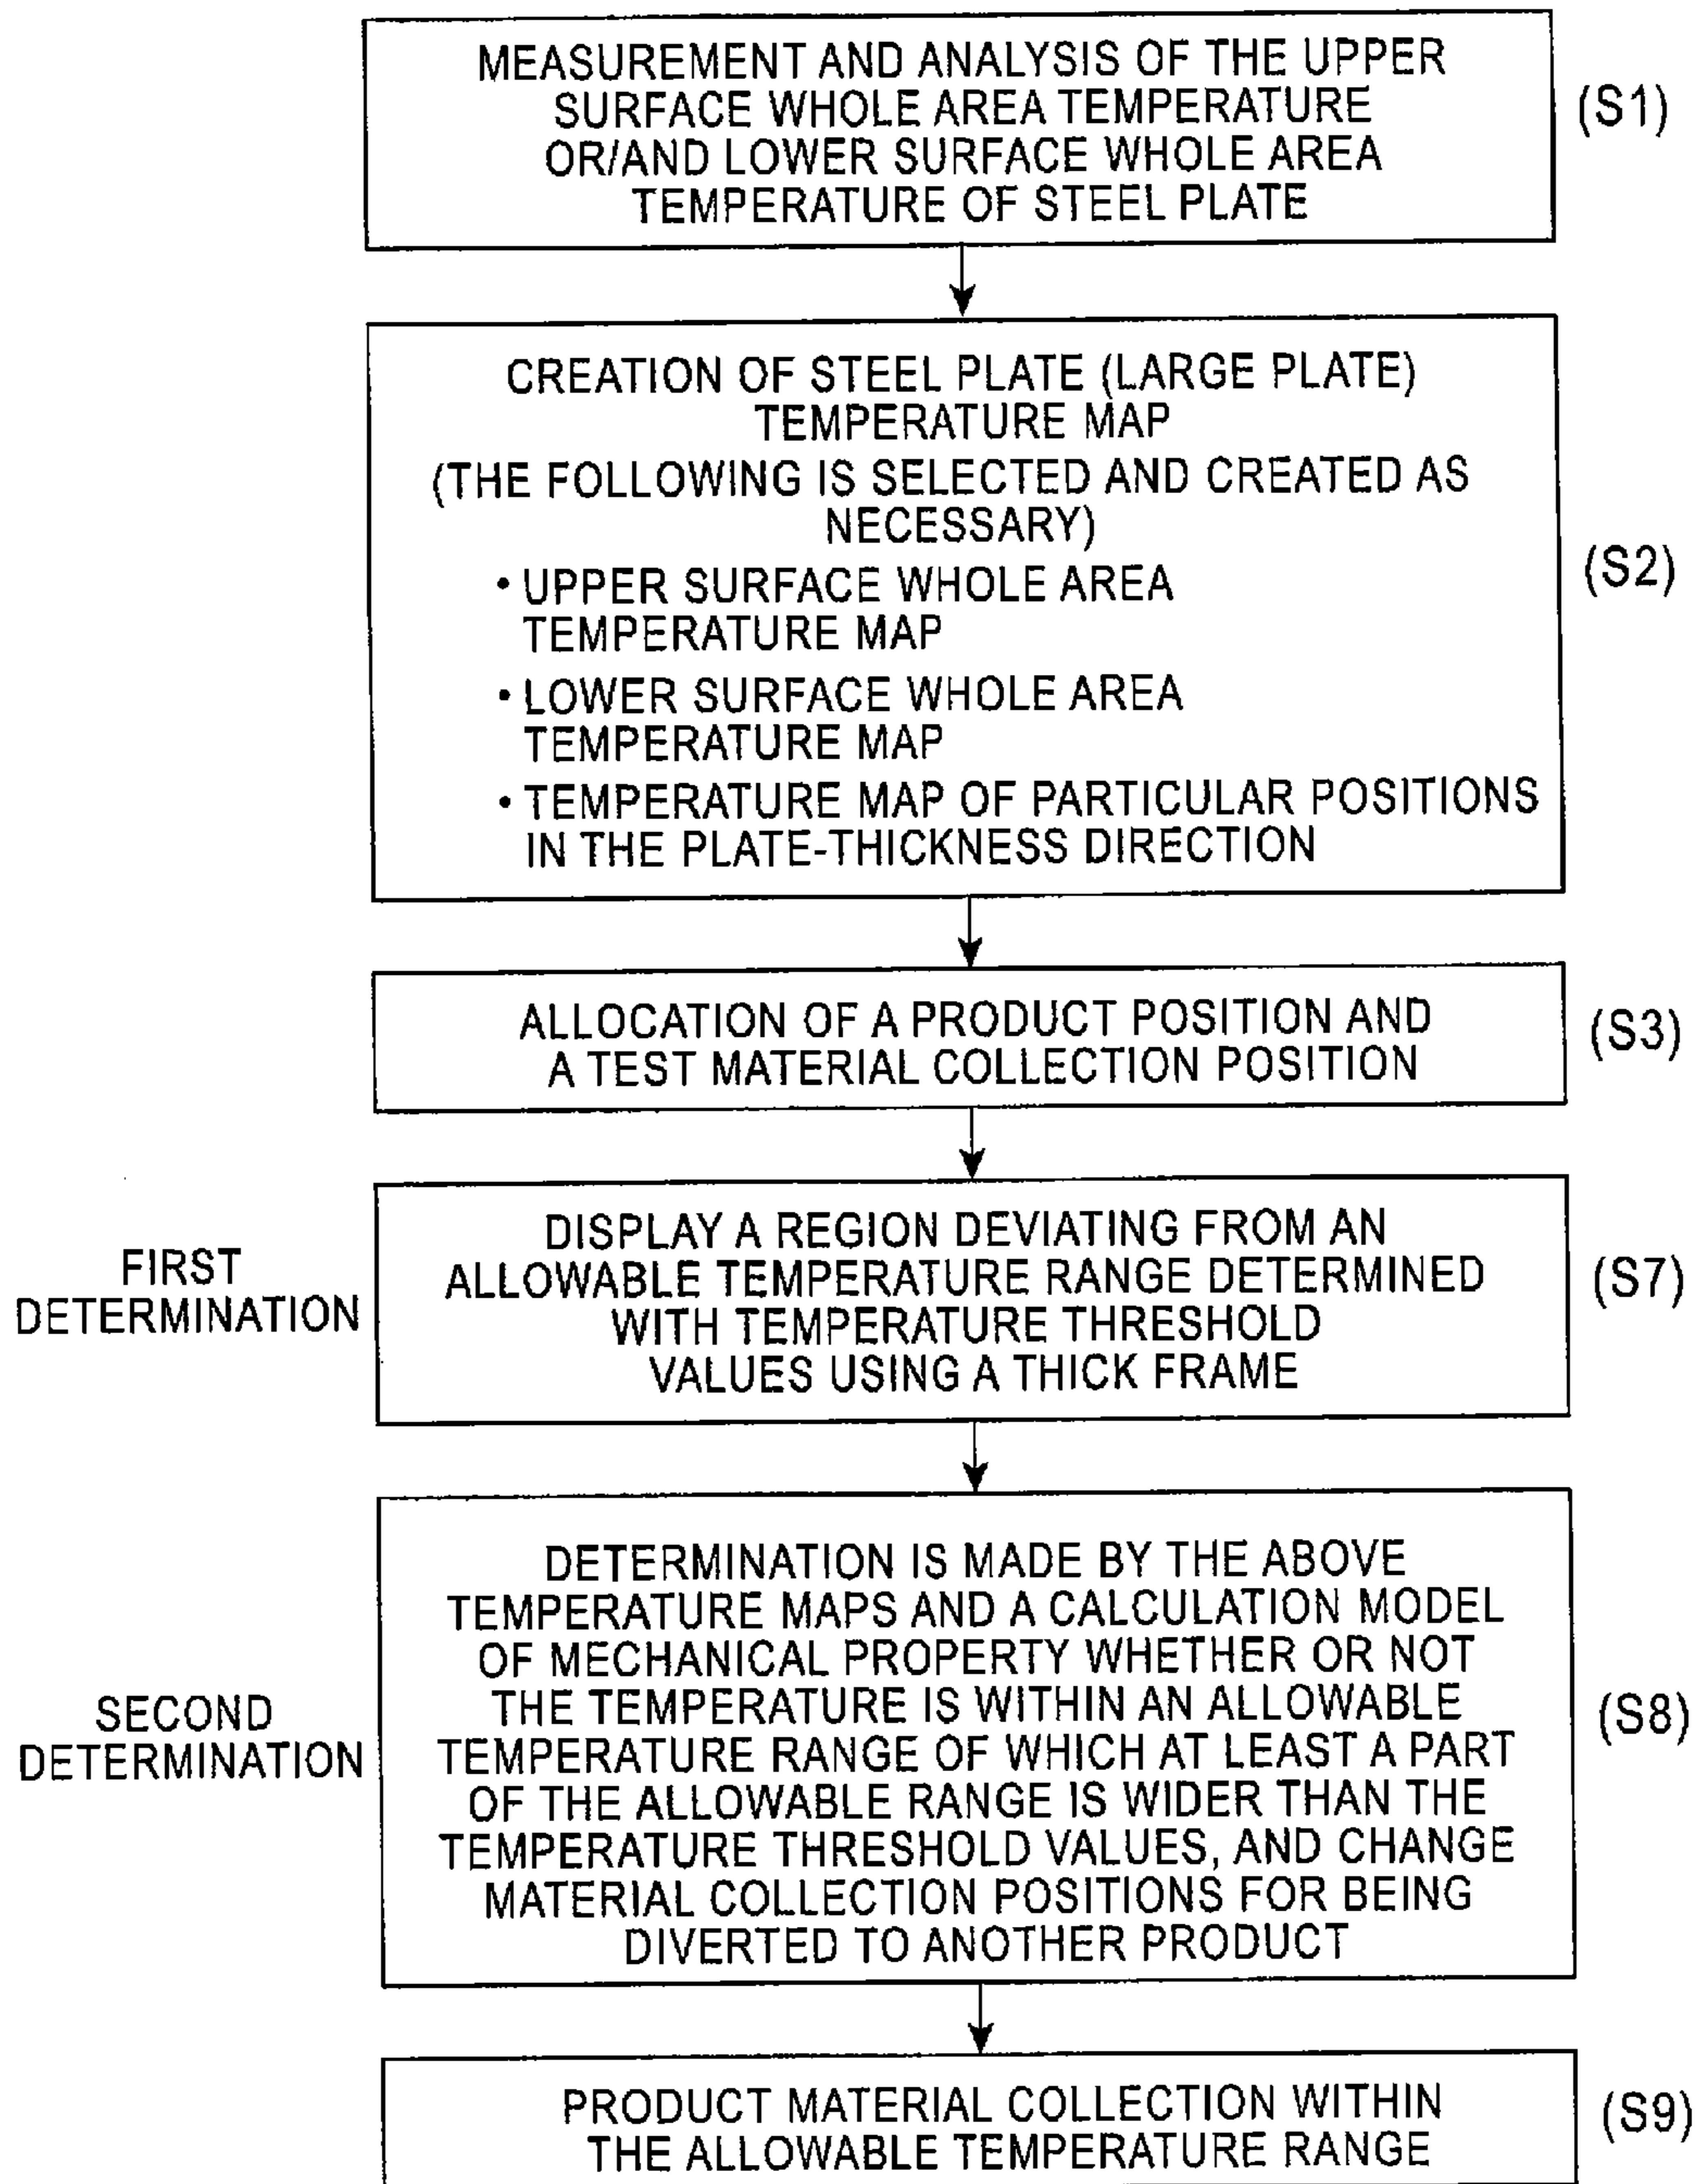 MEASUREMENT AND ANALYSIS OF THE UPPER
SURFACE WHOLE AREA TEMPERATURE
OR/AND LOWER SURFACE WHOLE AREA
TEMPERATURE OF STEEL PLATE
(S1)
CREATION OF STEEL PLATE (LARGE PLATE)
TEMPERATURE MAP
(THE FOLLOWING IS SELECTED AND CREATED AS
NECESSARY)
• UPPER SURFACE WHOLE AREA
TEMPERATURE MAP
• LOWER SURFACE WHOLE AREA
TEMPERATURE MAP
• TEMPERATURE MAP OF PARTICULAR POSITIONS
IN THE PLATE-THICKNESS DIRECTION
(S2)
ALLOCATION OF A PRODUCT POSITION AND
A TEST MATERIAL COLLECTION POSITION
(S3)
FIRST
DETERMINATION
DISPLAY A REGION DEVIATING FROM AN
ALLOWABLE TEMPERATURE RANGE DETERMINED
WITH TEMPERATURE THRESHOLD
VALUES USING A THICK FRAME
(S7)
SECOND
DETERMINATION
DETERMINATION IS MADE BY THE ABOVE
TEMPERATURE MAPS AND A CALCULATION MODEL
OF MECHANICAL PROPERTY WHETHER OR NOT
THE TEMPERATURE IS WITHIN AN ALLOWABLE
TEMPERATURE RANGE OF WHICH AT LEAST A PART
OF THE ALLOWABLE RANGE IS WIDER THAN THE
TEMPERATURE THRESHOLD VALUES, AND CHANGE
MATERIAL COLLECTION POSITIONS FOR BEING
DIVERTED TO ANOTHER PRODUCT
(S8)
PRODUCT MATERIAL COLLECTION WITHIN
THE ALLOWABLE TEMPERATURE RANGE
(S9)